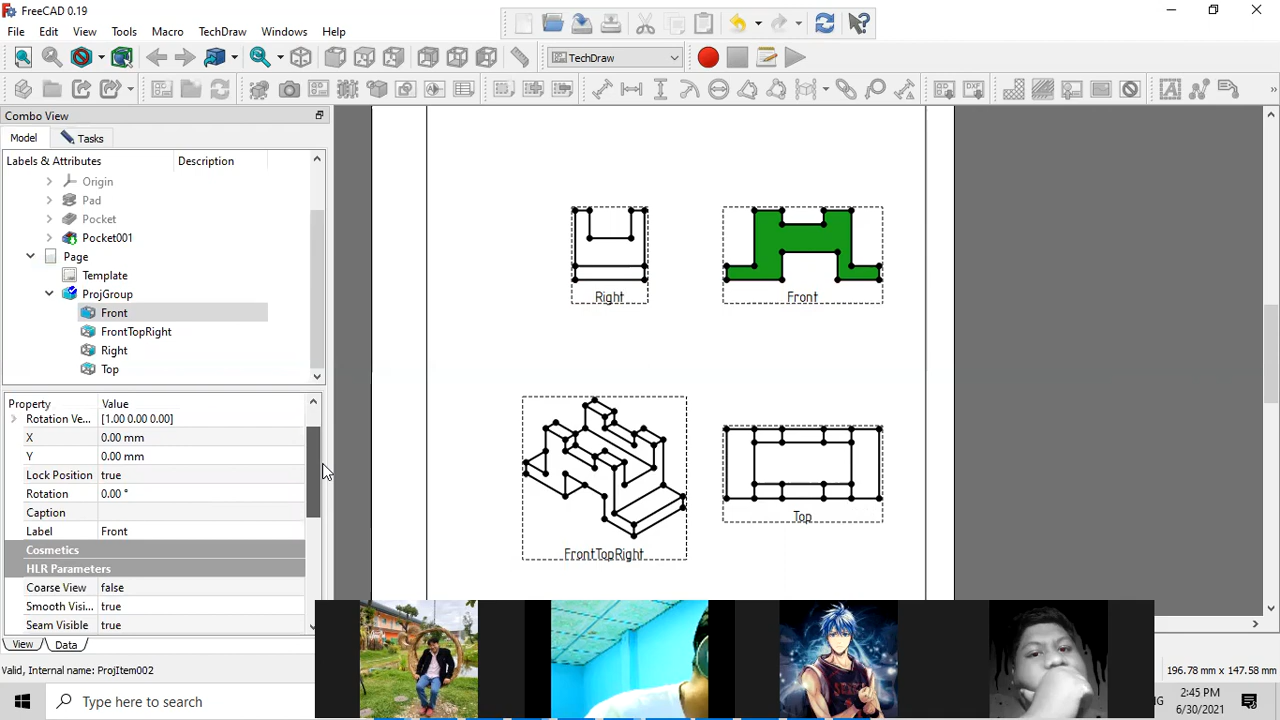 FreeCAD 0.19
File Edit View Tools Macro TechDraw Windows Help
TechDraw
Combo View
Model Tasks
Labels & Attributes Description
Origin
Pad
Pocket
Pocket001
Page
Template
ProjGroup
Front
FrontTopRight
Right
Top
Property Value
Rotation Ve... [1.00 0.00 0.00]
X 0.00 mm
Y 0.00 mm
Lock Position true
Rotation 0.00 °
Caption
Label Front
Cosmetics
HLR Parameters
Coarse View false
Smooth Visi... true
Seam Visible true
View Data
Right
Front
FrontTopRight
Top
Valid, Internal name: ProjItem002
196.78 mm x 147.58 mm
Type here to search
2:45 PM
6/30/2021